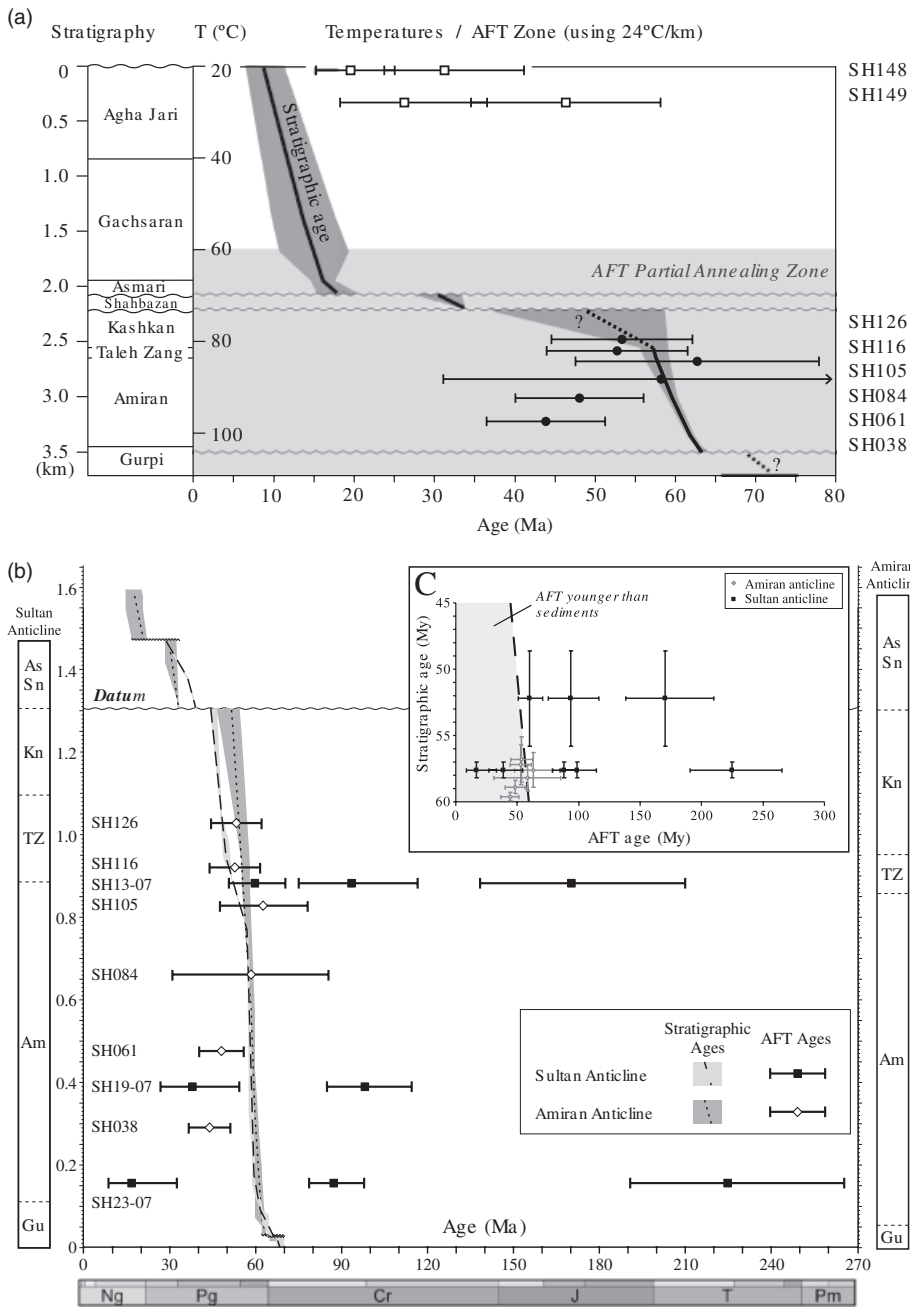 (a)
Stratigraphy T (ºC) Temperatures / AFT Zone (using 24ºC/km)
0 20 SH148
SH149
Agha Jari
0.5
Stratigraphic age
40
1.0
Gachsaran
1.5
60
AFT Partial Annealing Zone
2.0 Asmari
Shahbazan
Kashkan ? SH126
80
2.5 Taleh Zang SH116
SH105
3.0 Amiran SH084
SH061
100
3.5 SH038
(km) Gurpi ?
0 10 20 30 40 50 60 70 80
Age (Ma)
(b)
Sultan
Anticline
As
Sn
Kn
TZ
Am
Gu
1.6
1.4
1.2
1.0
0.8
0.6
0.4
0.2
0
Datum
SH126
SH116
SH13-07
SH105
SH084
SH061
SH19-07
SH038
SH23-07
C
AFT younger than
sediments
Amiran anticline
Sultan anticline
45
50
55
60
Stratigraphic age (My)
0 50 100 150 200 250 300
AFT age (My)
Stratigraphic
Ages
AFT Ages
Sultan Anticline
Amiran Anticline
Amiran
Anticline
As
Sn
Kn
TZ
Am
Gu
Age (Ma)
0 30 60 90 120 150 180 210 240 270
Ng Pg Cr J T Pm